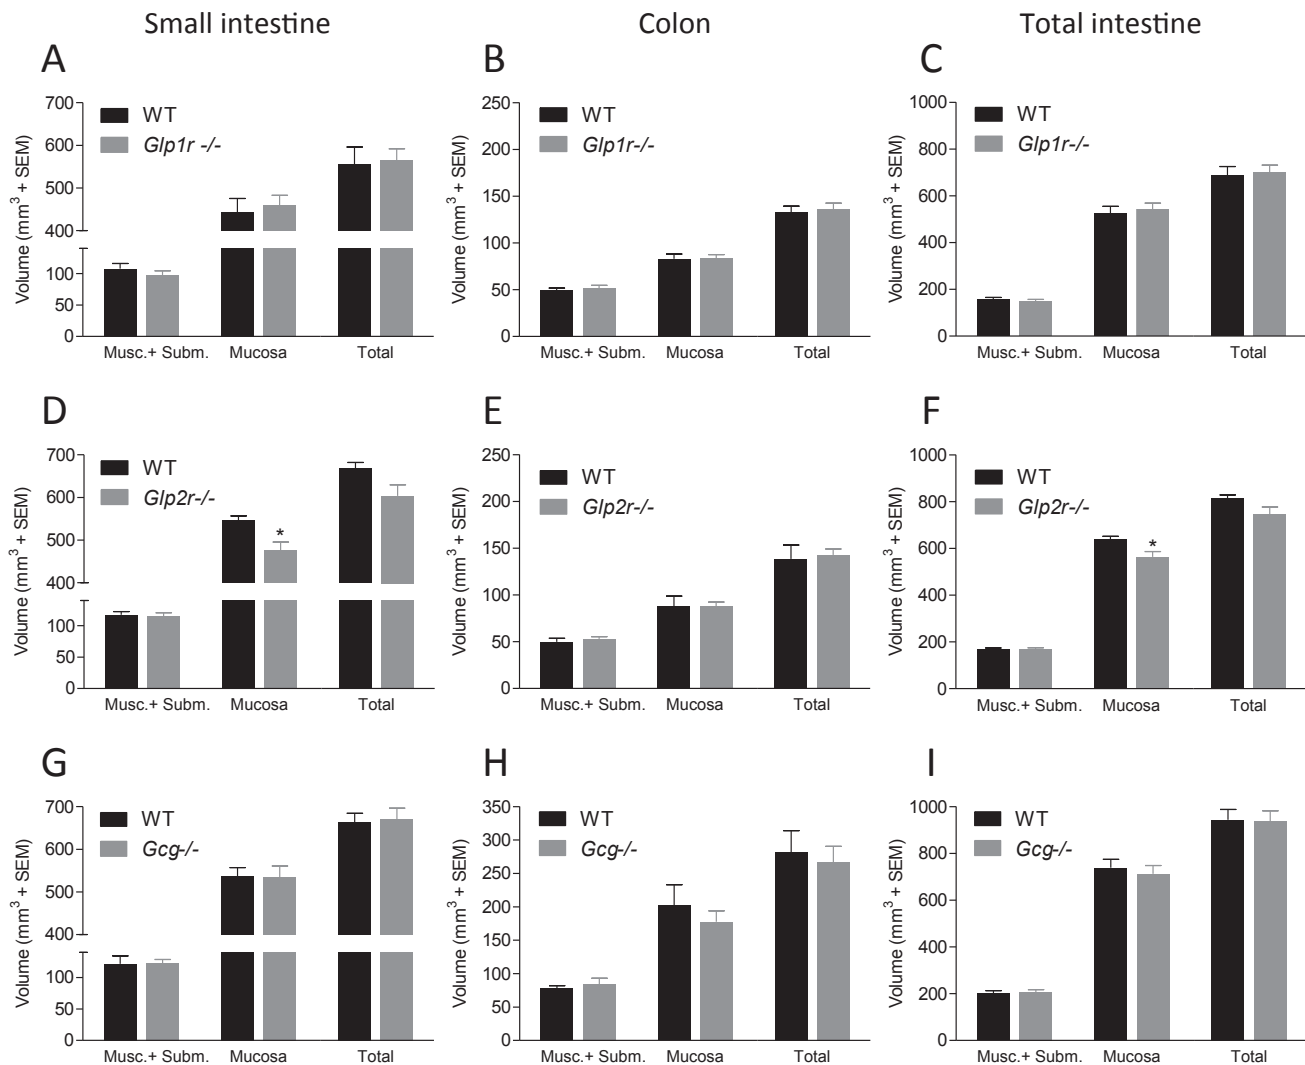 Small intestine
Colon
Total intestine
A
Volume (mm³ + SEM)
700
600
500
400
100
50
0
WT
Glp1r -/-
Musc.+ Subm.
Mucosa
Total
B
Volume (mm³ + SEM)
250
200
150
100
50
0
WT
Glp1r-/-
Musc.+ Subm.
Mucosa
Total
C
Volume (mm³ + SEM)
1000
800
600
400
200
0
WT
Glp1r-/-
Musc.+ Subm.
Mucosa
Total
D
Volume (mm³ + SEM)
700
600
500
400
100
50
0
WT
Glp2r-/-
*
Musc.+ Subm.
Mucosa
Total
E
Volume (mm³ + SEM)
250
200
150
100
50
0
WT
Glp2r-/-
Musc.+ Subm.
Mucosa
Total
F
Volume (mm³ + SEM)
1000
800
600
400
200
0
WT
Glp2r-/-
*
Musc.+ Subm.
Mucosa
Total
G
Volume (mm³ + SEM)
700
600
500
400
100
50
0
WT
Gcg-/-
Musc.+ Subm.
Mucosa
Total
H
Volume (mm³ + SEM)
350
300
250
200
150
100
50
0
WT
Gcg-/-
Musc.+ Subm.
Mucosa
Total
I
Volume (mm³ + SEM)
1000
800
600
400
200
0
WT
Gcg-/-
Musc.+ Subm.
Mucosa
Total